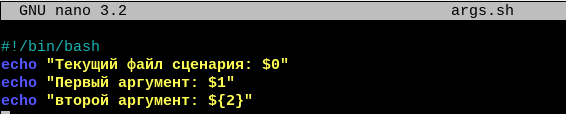 GNU nano 3.2 args.sh
#!/bin/bash
echo "Текущий файл сценария: $0"
echo "Первый аргумент: $1"
echo "второй аргумент: ${2}"